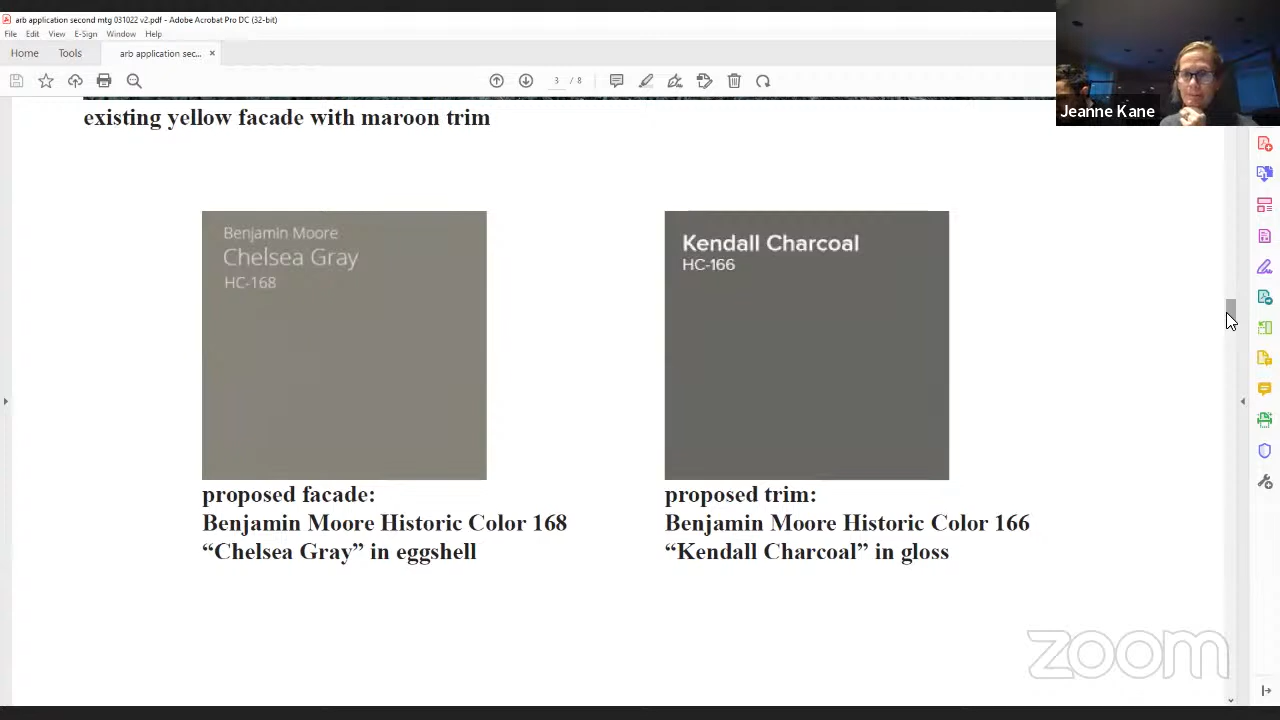 arb application second mtg 031022 v2.pdf - Adobe Acrobat Pro DC (32-bit)
File Edit View E-Sign Window Help
Home Tools arb application sec... ×
3 / 8
Jeanne Kane
existing yellow facade with maroon trim
Benjamin Moore
Chelsea Gray
HC-168
Kendall Charcoal
HC-166
proposed facade:
Benjamin Moore Historic Color 168
“Chelsea Gray” in eggshell
proposed trim:
Benjamin Moore Historic Color 166
“Kendall Charcoal” in gloss
zoom